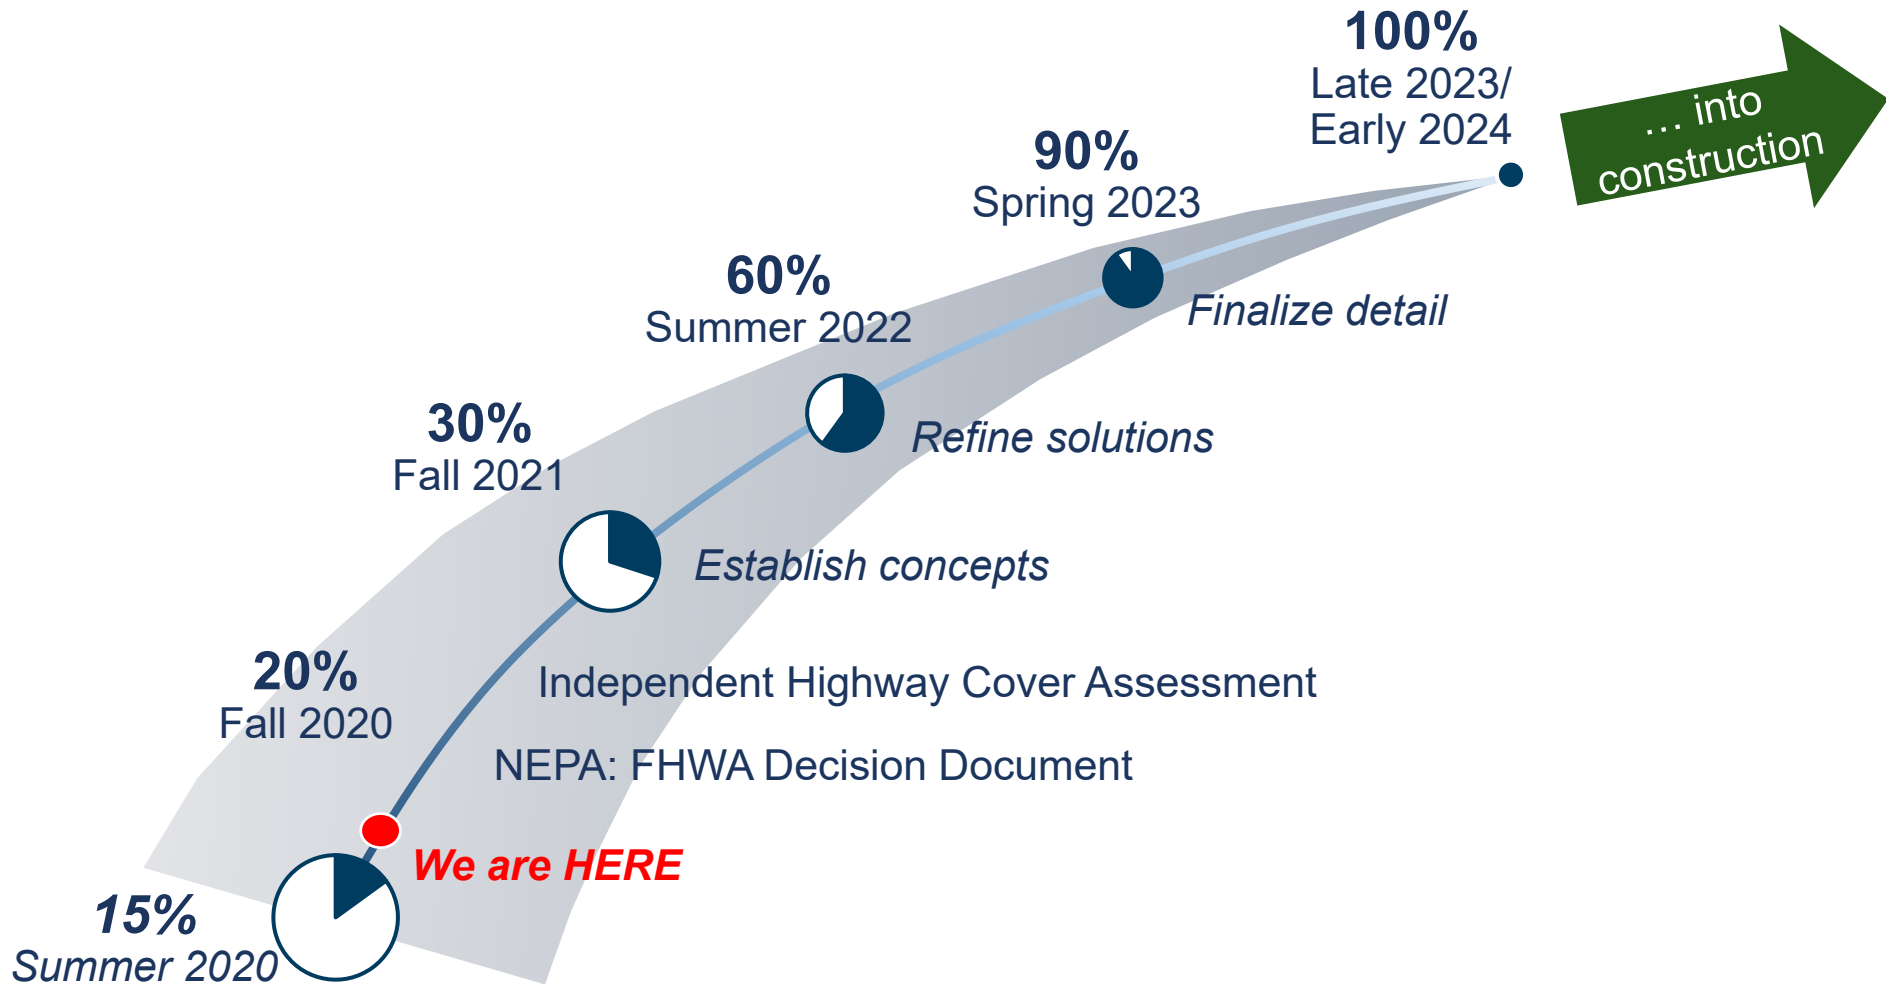 100%
Late 2023/
Early 2024
… into
construction
90%
Spring 2023
Finalize detail
60%
Summer 2022
Refine solutions
30%
Fall 2021
Establish concepts
20%
Fall 2020
Independent Highway Cover Assessment
NEPA: FHWA Decision Document
We are HERE
15%
Summer 2020